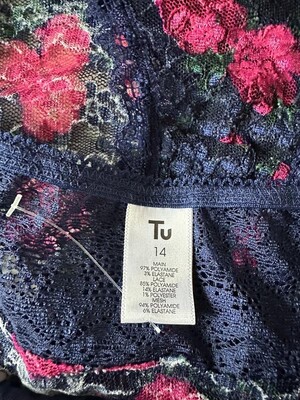 Tu
14
MAIN
97% POLYAMIDE
3% ELASTANE
LACE
85% POLYAMIDE
14% ELASTANE
1% POLYESTER
MESH
94% POLYAMIDE
6% ELASTANE